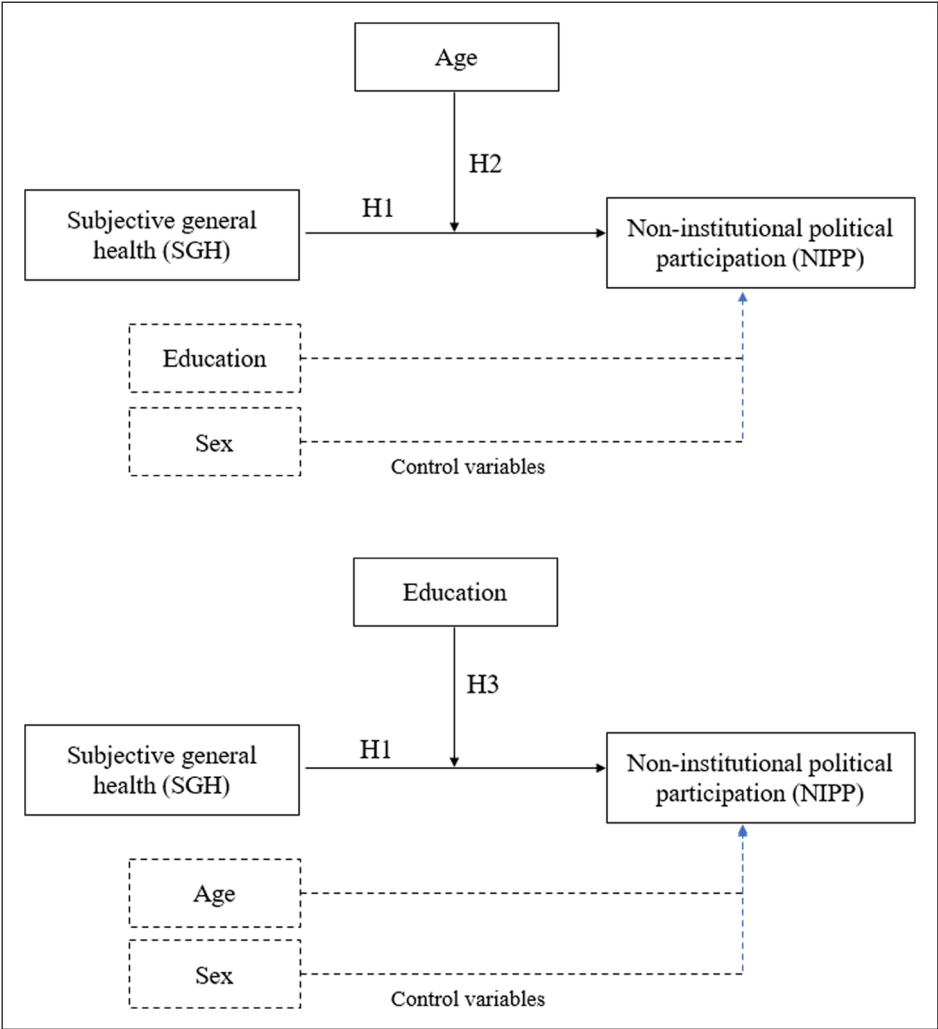 Age
H2
H1
Subjective general
health (SGH)
Non-institutional political
participation (NIPP)
Education
Sex
Control variables
Education
H3
H1
Subjective general
health (SGH)
Non-institutional political
participation (NIPP)
Age
Sex
Control variables